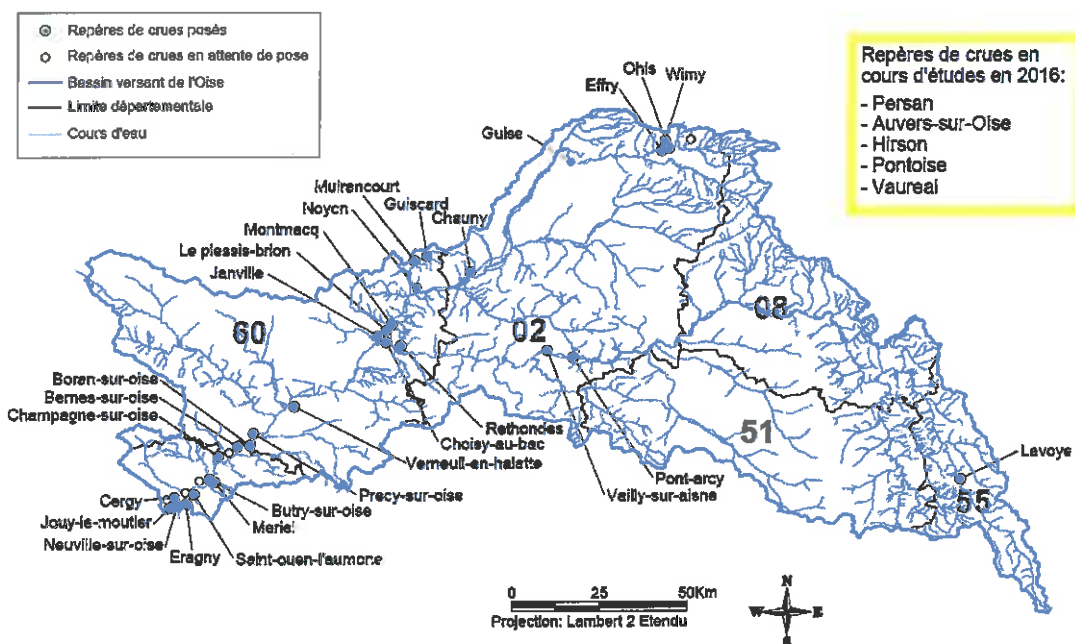 Repères de crues posés
Repères de crues en attente de pose
Bassin versant de l'Oise
Limite départementale
Cours d'eau
Repères de crues en
cours d'études en 2016:
- Persan
- Auvers-sur-Oise
- Hirson
- Pontoise
- Vaureal
Ohis
Wimy
Effry
Guise
Muirancourt
Guiscard
Noyon
Chauny
Montmacq
Le plessis-brion
Janville
60
02
08
51
55
Boran-sur-oise
Bernes-sur-oise
Champagne-sur-oise
Rethondes
Choisy-au-bac
Verneuil-en-halatte
Lavoye
Pont-arcy
Vailly-sur-aisne
Precy-sur-oise
Cergy
Butry-sur-oise
Jouy-le-moutier
Meriel
Neuville-sur-oise
Eragny
Saint-ouen-l'aumone
0 25 50Km
Projection: Lambert 2 Etendu
N
W E
S